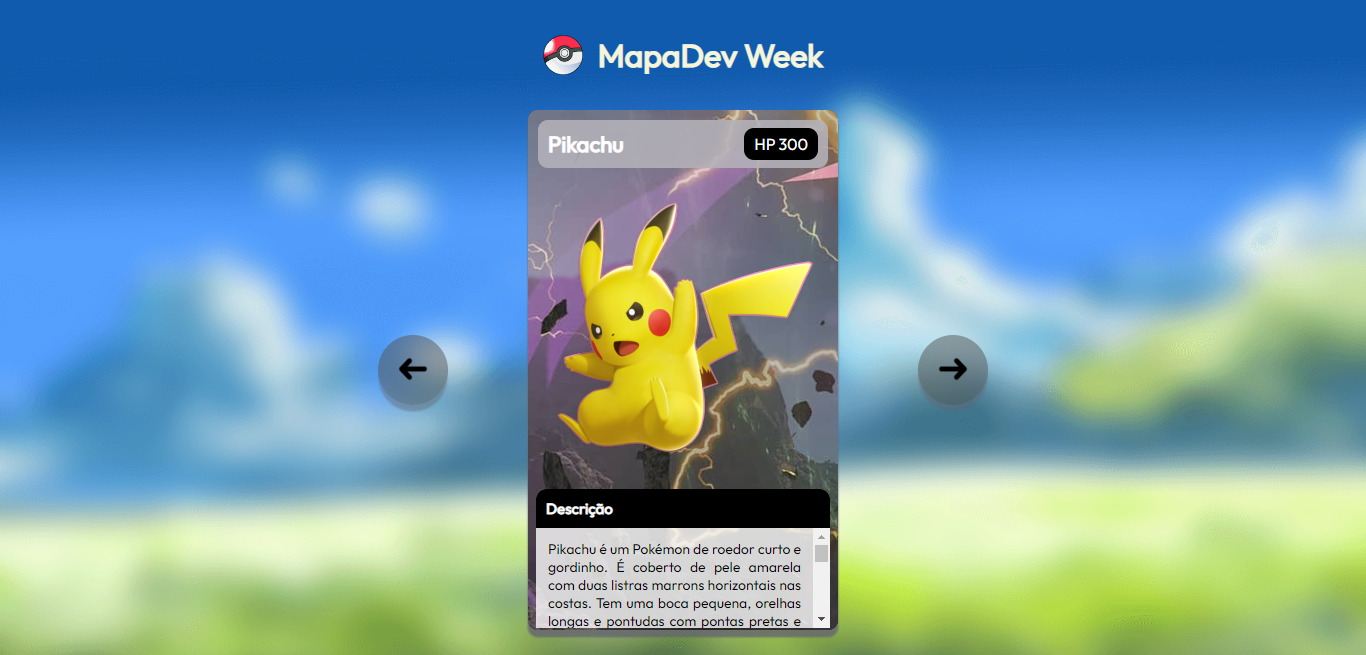 MapaDev Week
Pikachu
HP 300
Descrição
Pikachu é um Pokémon de roedor curto e
gordinho. É coberto de pele amarela
com duas listras marrons horizontais nas
costas. Tem uma boca pequena, orelhas
longas e pontudas com pontas pretas e